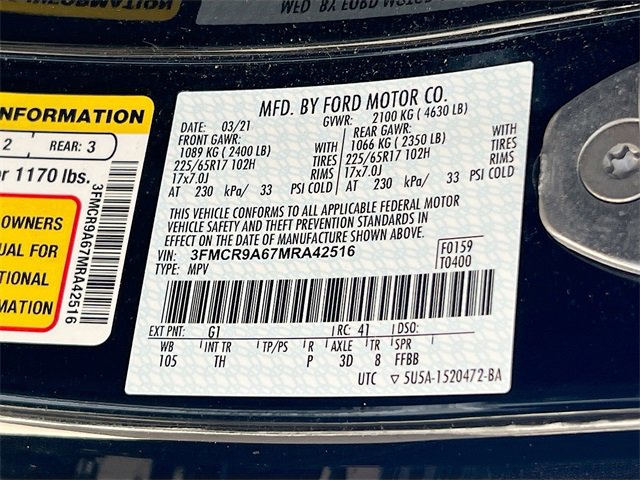 INFORMATION
2 REAR: 3
or 1170 lbs.
OWNERS
UAL FOR
TIONAL
TION
3FMCR9A67MRA42516
MFD. BY FORD MOTOR CO.
DATE: 03/21 GVWR: 2100 KG ( 4630 LB)
FRONT GAWR: REAR GAWR:
1089 KG ( 2400 LB) WITH 1066 KG ( 2350 LB) WITH
225/65R17 102H TIRES 225/65R17 102H TIRES
17x7.0J RIMS 17x7.0J RIMS
AT 230 kPa/ 33 PSI COLD AT 230 kPa/ 33 PSI COLD
THIS VEHICLE CONFORMS TO ALL APPLICABLE FEDERAL MOTOR
VEHICLE SAFETY AND THEFT PREVENTION STANDARDS IN
EFFECT ON THE DATE OF MANUFACTURE SHOWN ABOVE.
VIN: 3FMCR9A67MRA42516 F0159
TYPE: MPV T0400
EXT PNT: G1 RC: 41 DSO:
WB INT TR TP/PS R AXLE TR SPR
105 TH P 3D 8 FFBB
UTC ▽ 5U5A-1520472-BA